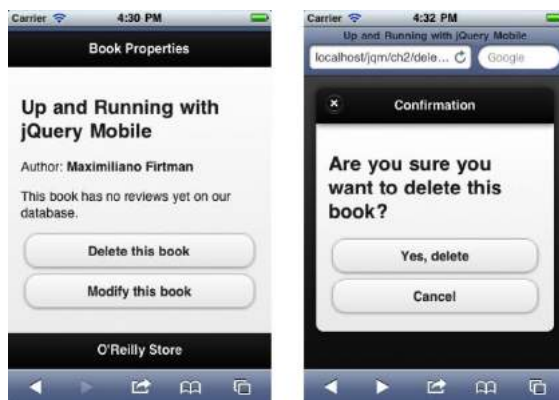 Carrier 4:30 PM
Book Properties
Up and Running with
jQuery Mobile
Author: Maximiliano Firtman
This book has no reviews yet on our
database.
Delete this book
Modify this book
O'Reilly Store
Carrier 4:32 PM
Up and Running with jQuery Mobile
localhost/jqm/ch2/dele... Google
Confirmation
Are you sure you
want to delete this
book?
Yes, delete
Cancel